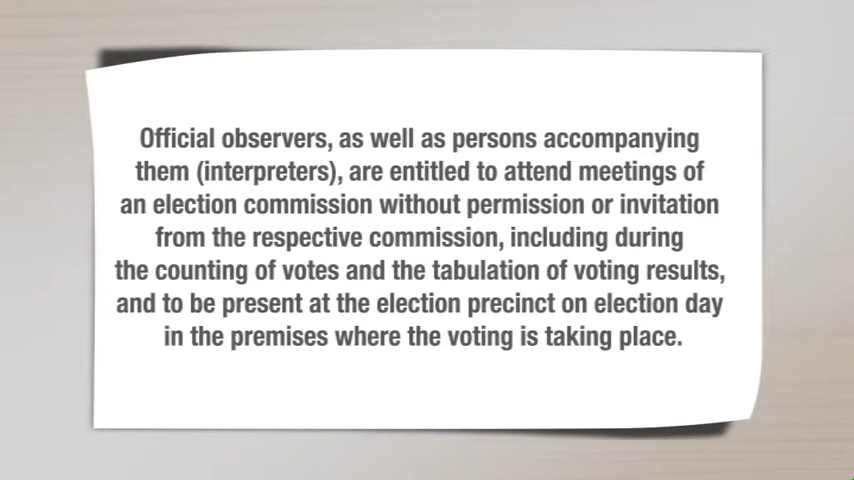 Official observers, as well as persons accompanying
them (interpreters), are entitled to attend meetings of
an election commission without permission or invitation
from the respective commission, including during
the counting of votes and the tabulation of voting results,
and to be present at the election precinct on election day
in the premises where the voting is taking place.